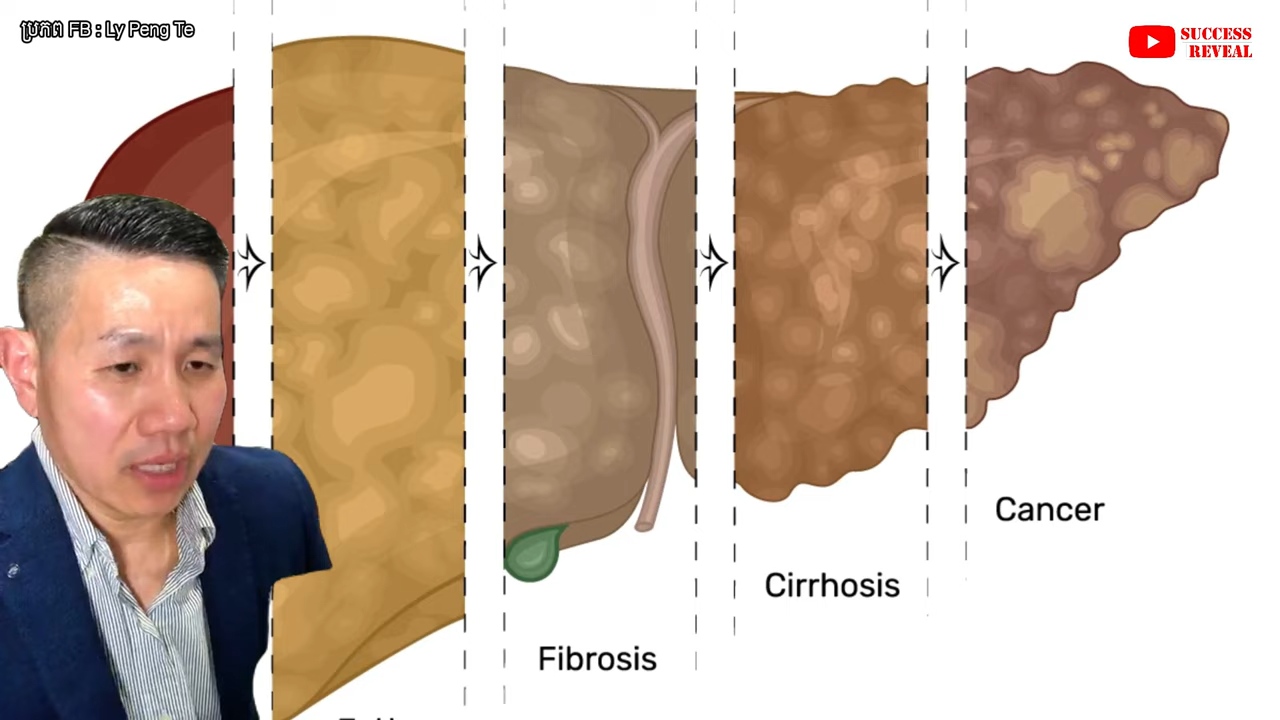 ប្រភព FB : Ly Peng Te
SUCCESS
REVEAL
Cancer
Cirrhosis
Fibrosis